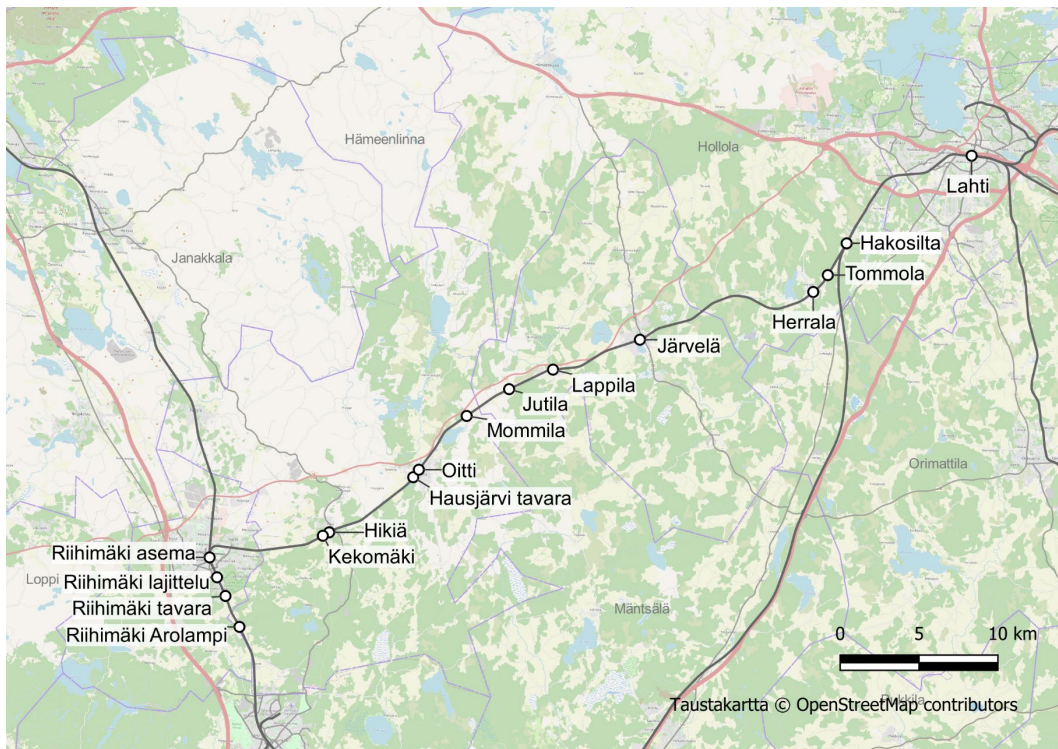 Hämeenlinna
Hollola
Lahti
Janakkala
Hakosilta
Tommola
Herrala
Järvelä
Lappila
Jutila
Mommila
Oitti
Orimattila
Hausjärvi tavara
Hikiä
Kekomäki
Riihimäki asema
Loppi
Riihimäki lajittelu
Riihimäki tavara
Mäntsälä
Riihimäki Arolampi
0 5 10 km
Pukkila
Taustakartta © OpenStreetMap contributors